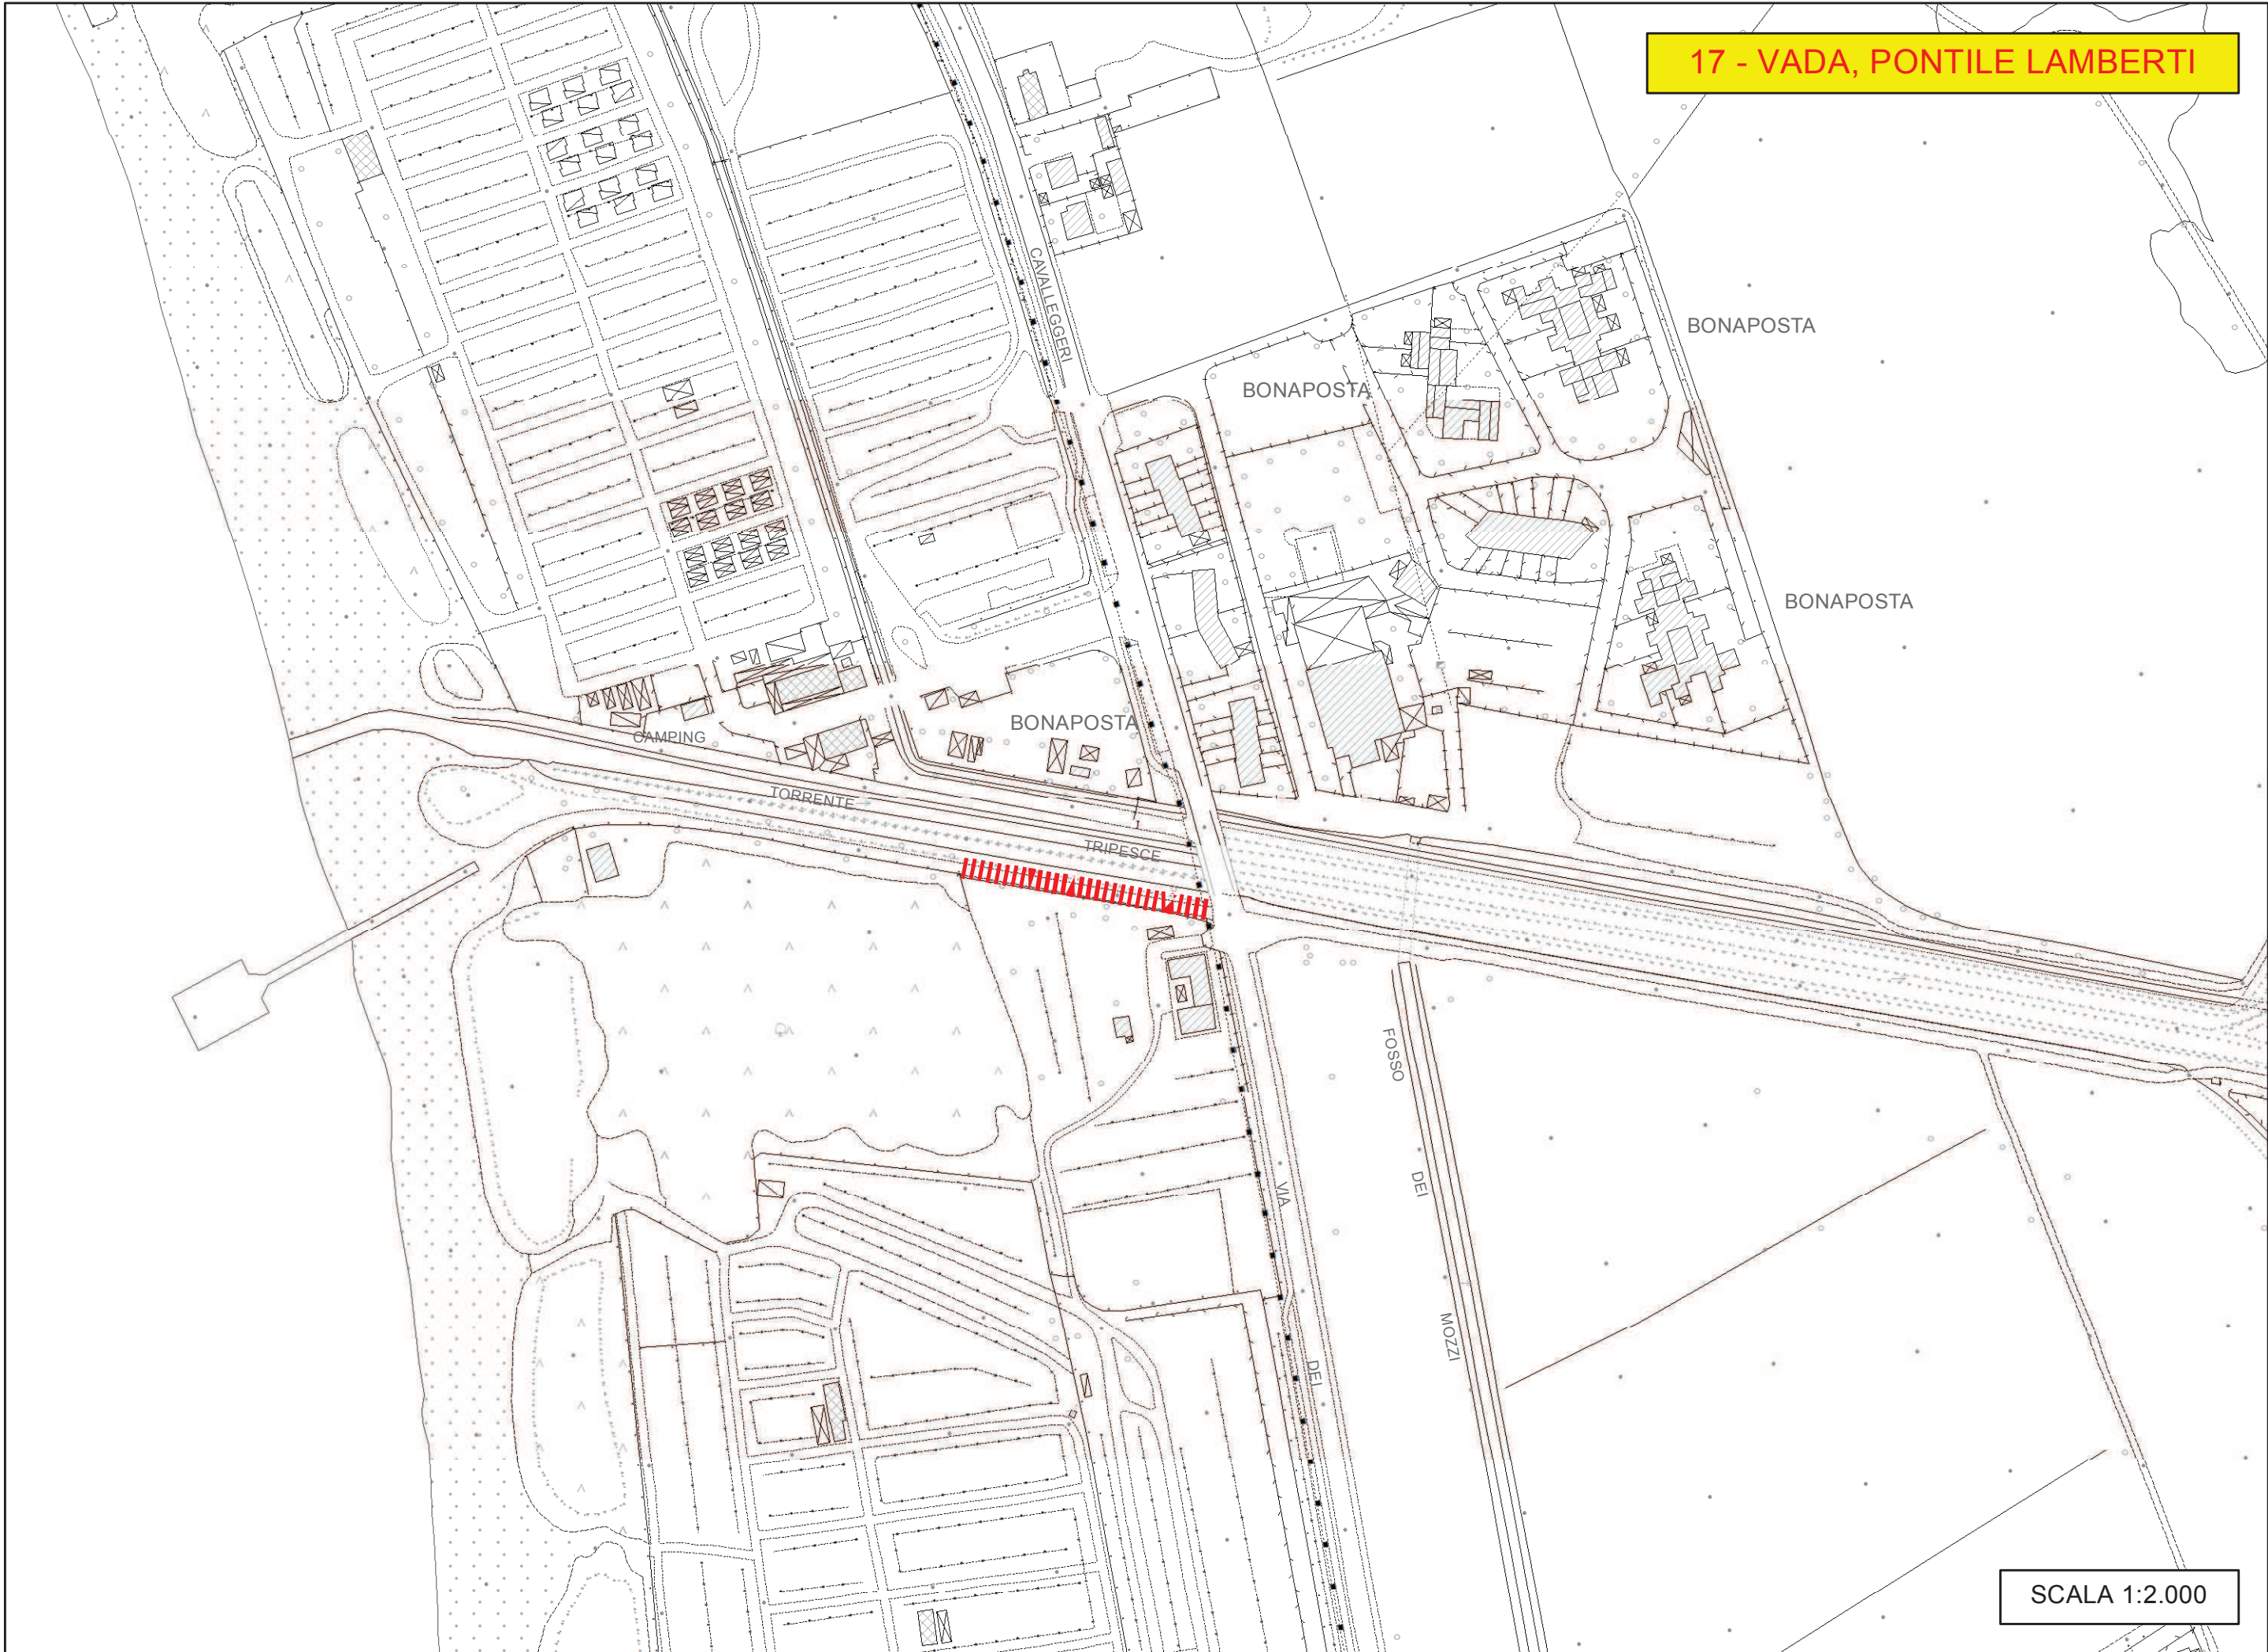 17 - VADA, PONTILE LAMBERTI
CAVALLEGGERI
BONAPOSTA
BONAPOSTA
BONAPOSTA
BONAPOSTA
CAMPING
TORRENTE
TRIPESCE
FOSSO
DEI
MOZZI
VIA
DEI
SCALA 1:2.000